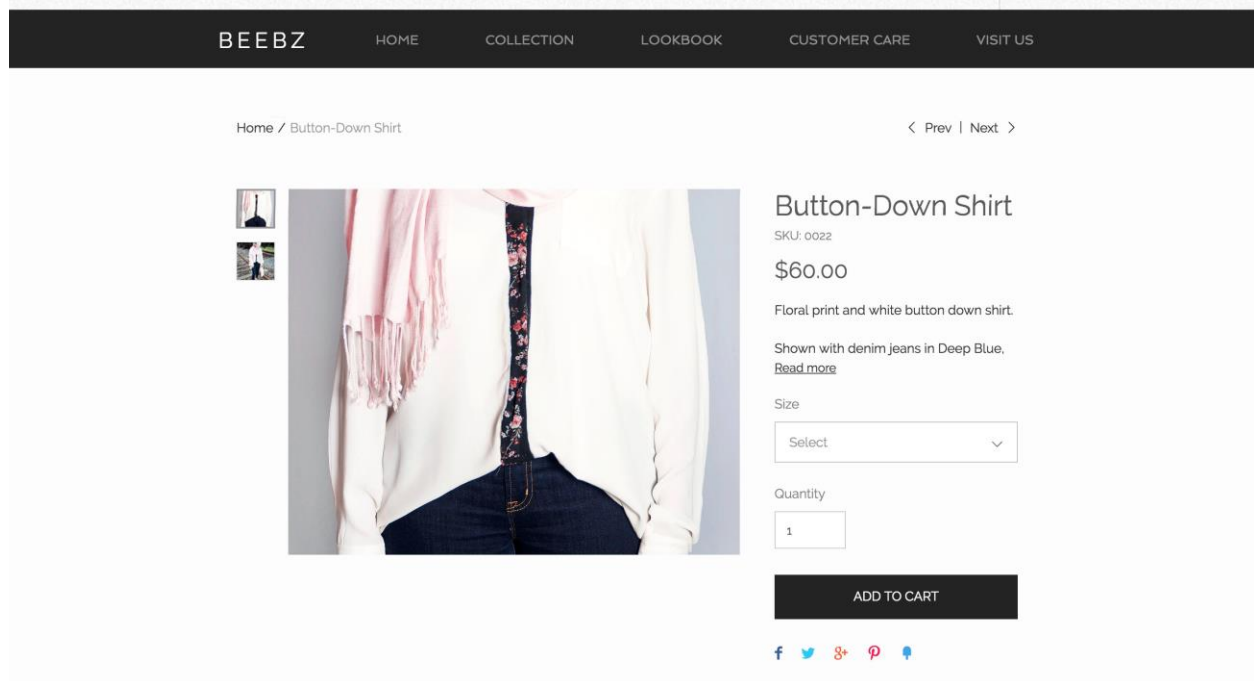 BEEBZ HOME COLLECTION LOOKBOOK CUSTOMER CARE VISIT US
Home / Button-Down Shirt
< Prev | Next >
Button-Down Shirt
SKU: 0022
$60.00
Floral print and white button down shirt.
Shown with denim jeans in Deep Blue,
Read more
Size
Select
Quantity
1
ADD TO CART
f
g+